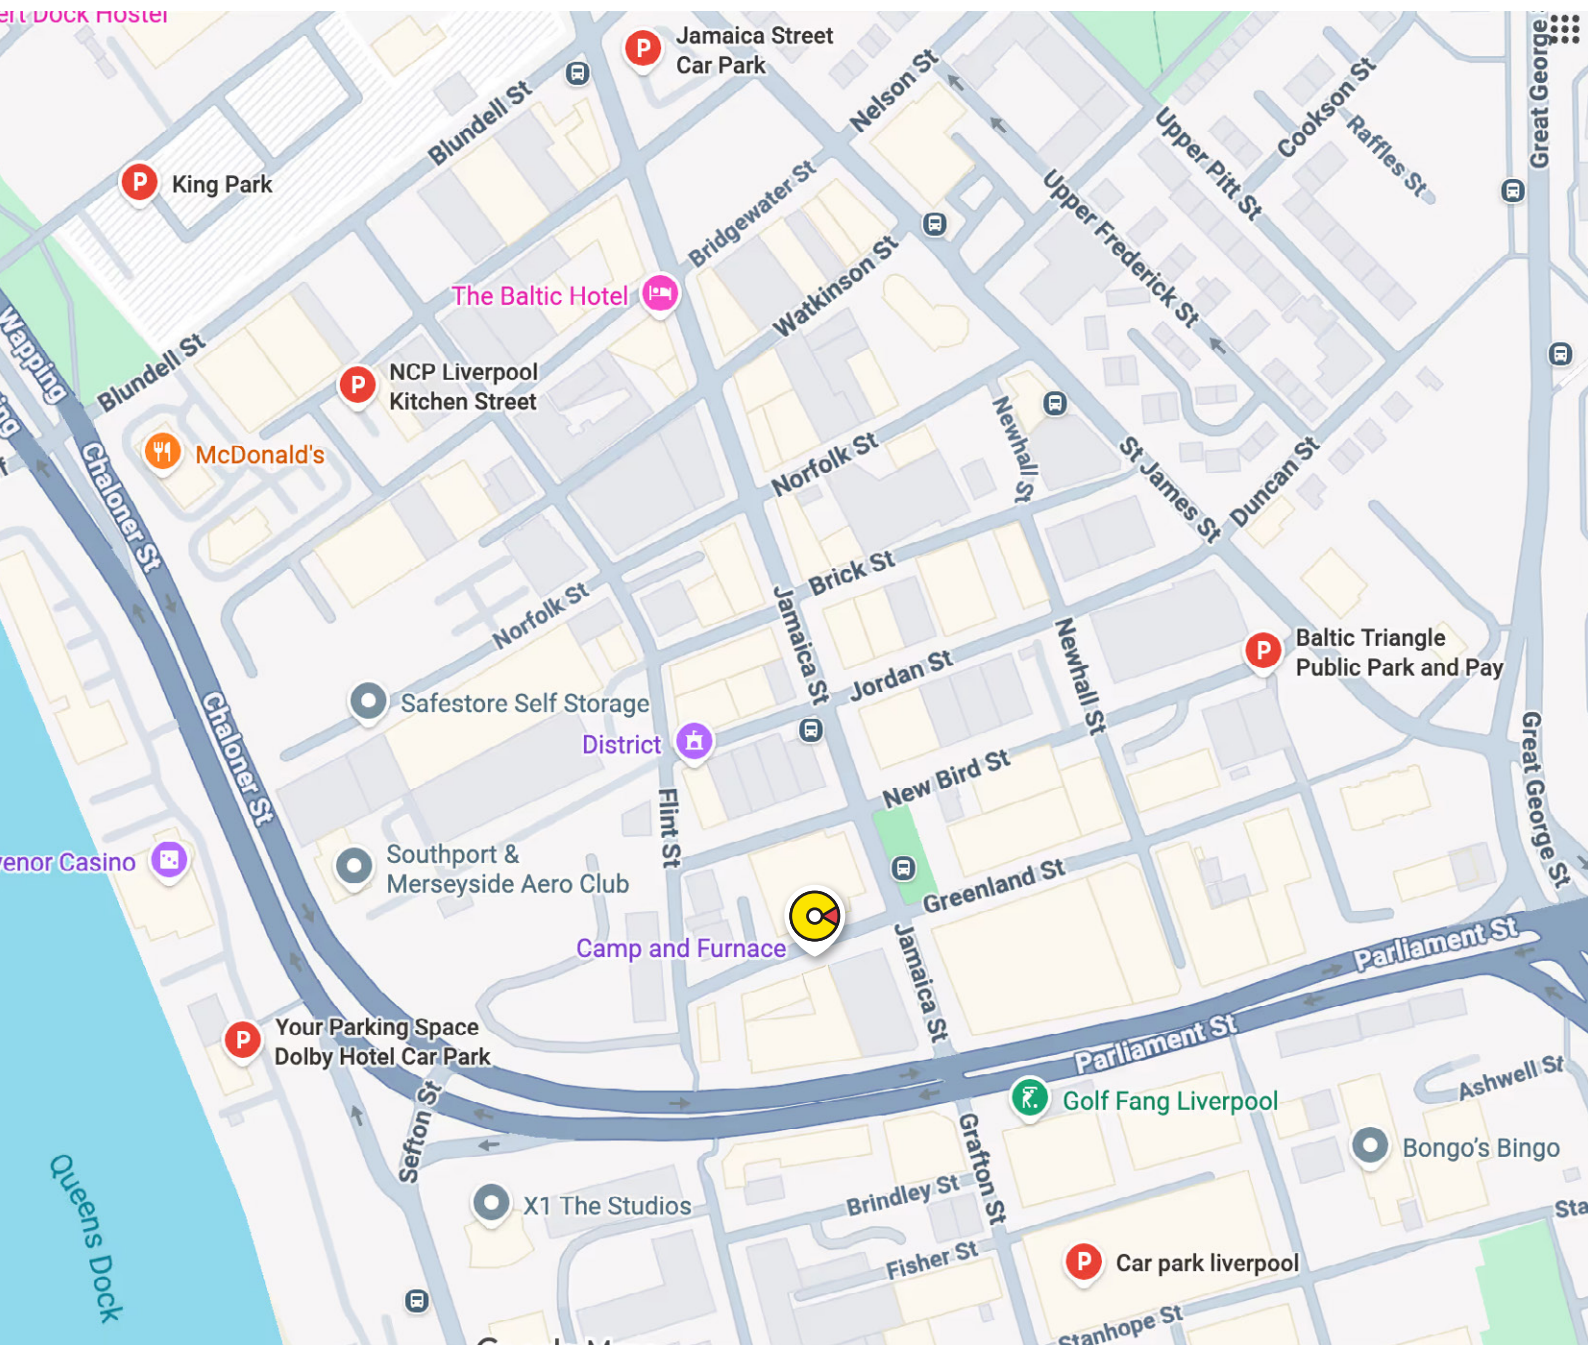 ert Dock Hostel
Jamaica Street
Car Park
P
Blundell St
Nelson St
Great George S
Cookson St
Raffles St
Upper Pitt St
P
King Park
Bridgewater St
Upper Frederick St
The Baltic Hotel
Watkinson St
Wapping
ing
Blundell St
P
NCP Liverpool
Kitchen Street
McDonald's
Chaloner St
Norfolk St
Newhall St
St James St
Duncan St
Brick St
Norfolk St
Jamaica St
Newhall St
Jordan St
P
Baltic Triangle
Public Park and Pay
Safestore Self Storage
District
Chaloner St
New Bird St
Great George St
Flint St
Southport &
Merseyside Aero Club
venor Casino
Greenland St
Camp and Furnace
Jamaica St
Parliament St
P
Your Parking Space
Dolby Hotel Car Park
Parliament St
Sefton St
Golf Fang Liverpool
Ashwell St
Grafton St
Bongo's Bingo
X1 The Studios
Brindley St
Sta
Queens Dock
Fisher St
P
Car park liverpool
Stanhope St